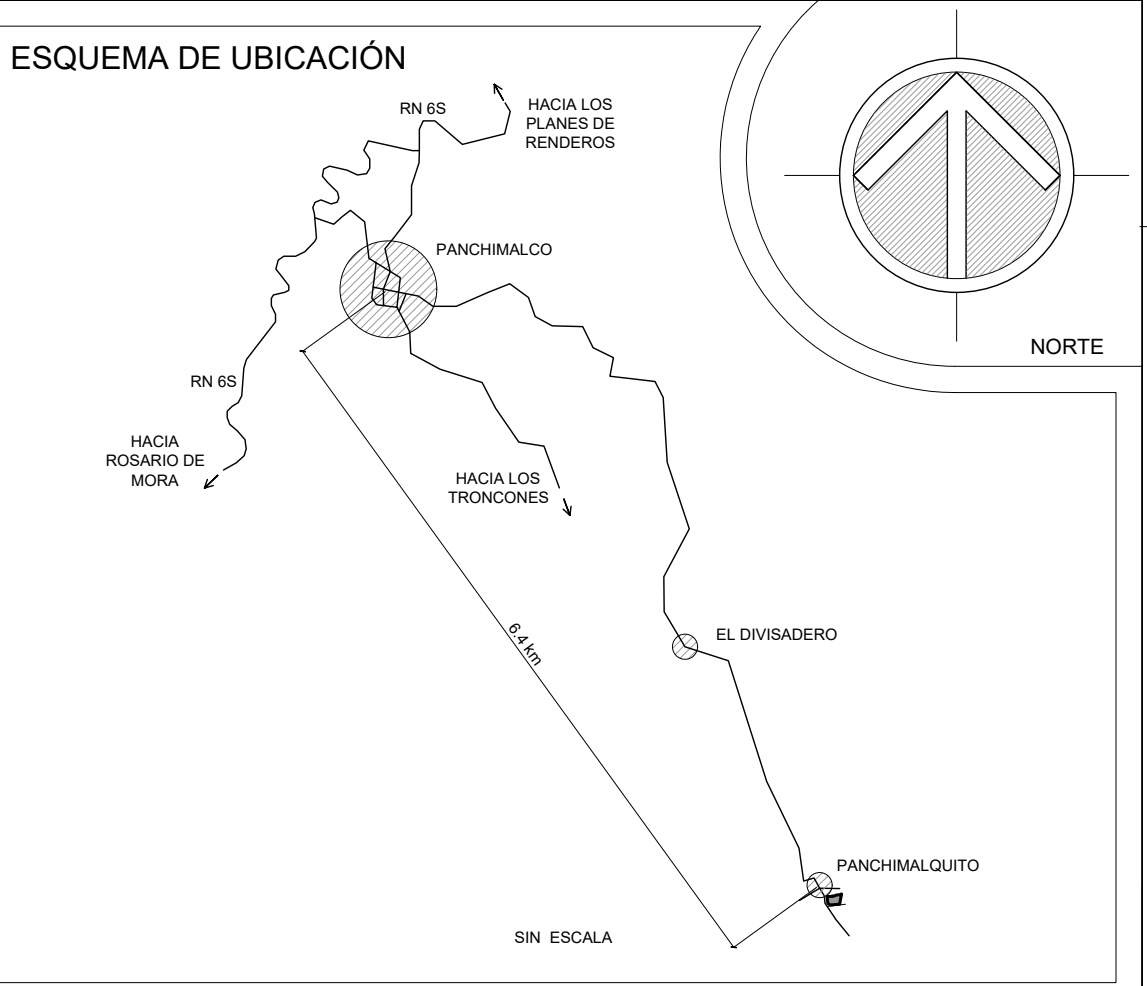 ESQUEMA DE UBICACIÓN
RN 6S
HACIA LOS
PLANES DE
RENDEROS
PANCHIMALCO
NORTE
RN 6S
HACIA
ROSARIO DE
MORA
HACIA LOS
TRONCONES
6.4 km
EL DIVISADERO
PANCHIMALQUITO
SIN ESCALA